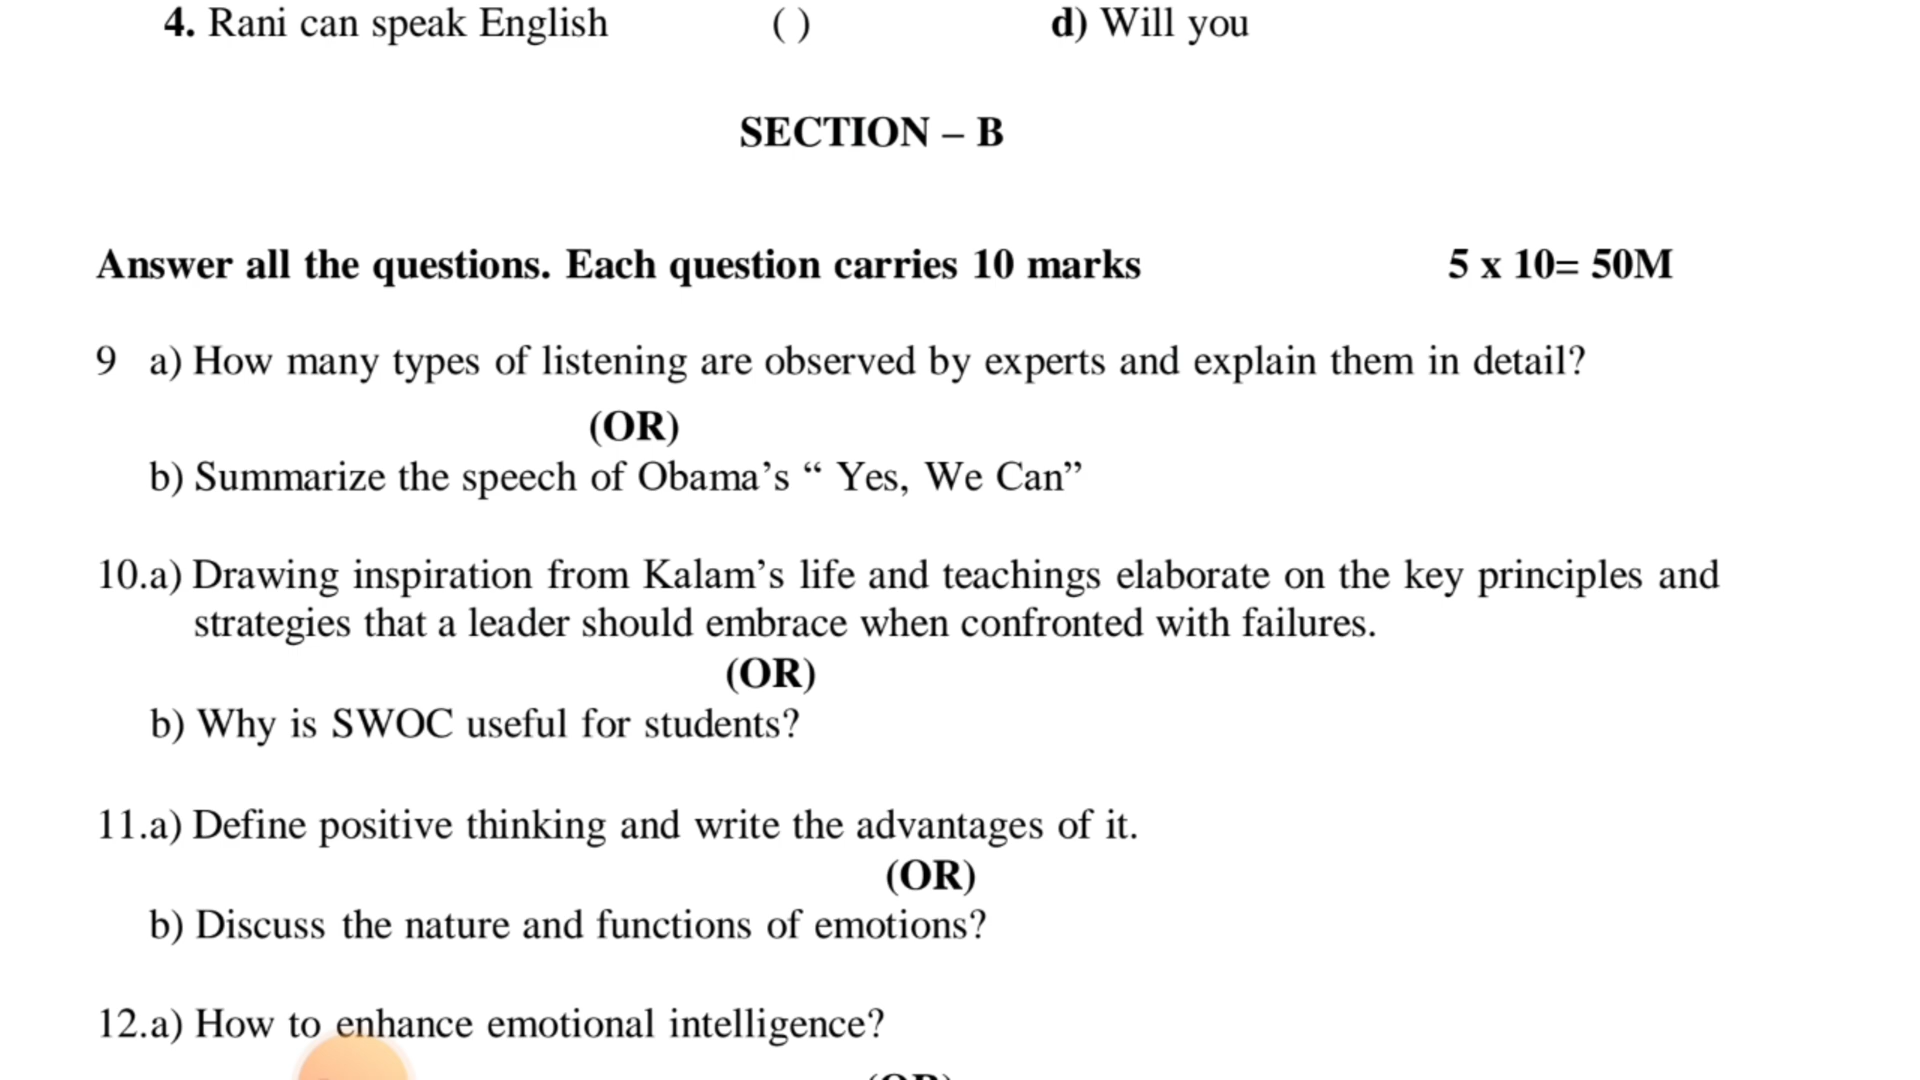 4. Rani can speak English ( ) d) Will you
SECTION – B
Answer all the questions. Each question carries 10 marks 5 x 10= 50M
9 a) How many types of listening are observed by experts and explain them in detail?
(OR)
b) Summarize the speech of Obama’s “ Yes, We Can”
10.a) Drawing inspiration from Kalam’s life and teachings elaborate on the key principles and
strategies that a leader should embrace when confronted with failures.
(OR)
b) Why is SWOC useful for students?
11.a) Define positive thinking and write the advantages of it.
(OR)
b) Discuss the nature and functions of emotions?
12.a) How to enhance emotional intelligence?